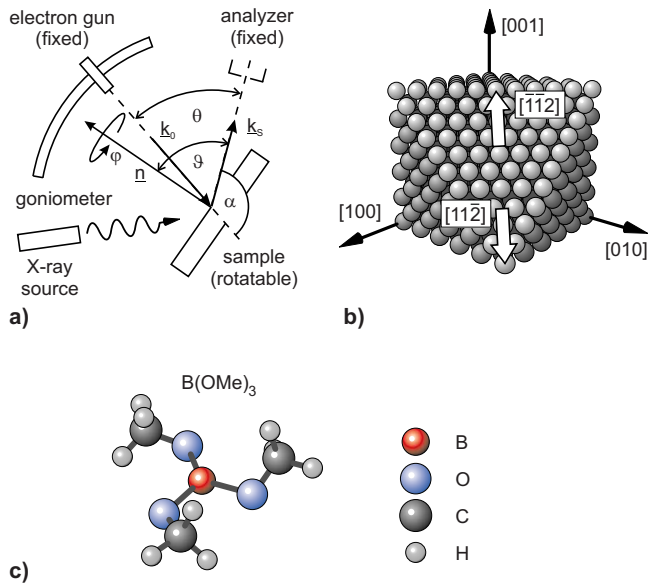 electron gun
(fixed)
analyzer
(fixed)
θ
k₀
kₛ
φ
n
ϑ
goniometer
α
X-ray
source
sample
(rotatable)
a)
[001]
[1̅1̅2]
[100]
[112̅]
[010]
b)
B(OMe)₃
B
O
C
H
c)